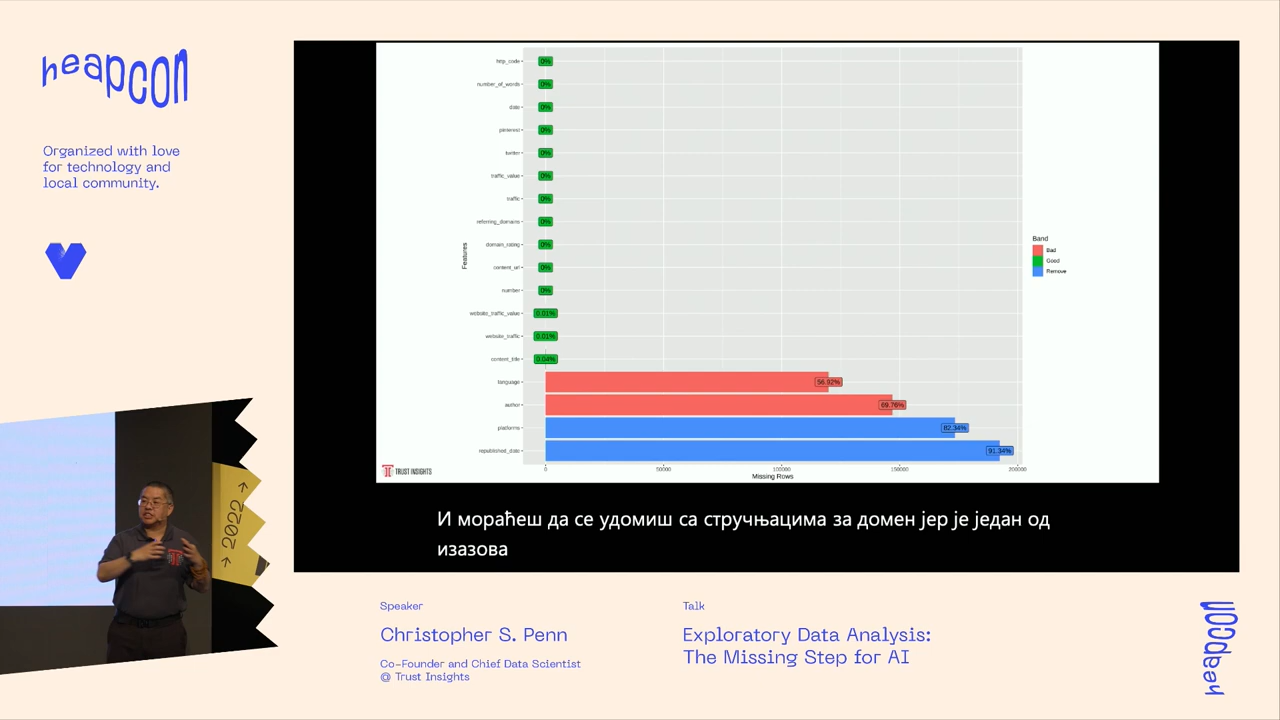 heapcon
Organized with love
for technology and
local community.
http_code
0%
number_of_words
0%
date
0%
pinterest
0%
twitter
0%
traffic_value
0%
traffic
0%
referring_domains
0%
domain_rating
0%
content_url
0%
number
0%
website_traffic_value
0.01%
website_traffic
0.01%
content_title
0.04%
language
56.92%
author
69.76%
platforms
82.34%
republished_date
91.34%
Features
0
50000
100000
150000
200000
Missing Rows
Band
Bad
Good
Remove
TRUST INSIGHTS
И мораћеш да се удомиш са стручњацима за домен јер је један од
изазова
← 2022 →
Speaker
Christopher S. Penn
Co-Founder and Chief Data Scientist
@ Trust Insights
Talk
Exploratory Data Analysis:
The Missing Step for AI
heapcon